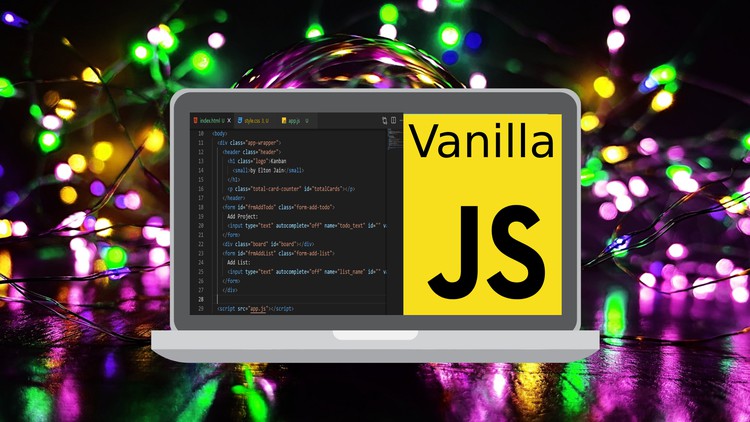 index.html U X style.css 2, U app.js U
10 <body>
11 <div class="app-wrapper">
12 <header class="header">
13 <h1 class="logo">Kanban
14 <small>by Elton Jain</small>
15 </h1>
16 <p class="total-card-counter" id="totalCards"></p>
17 </header>
18 <form id="frmAddTodo" class="form-add-todo">
19 Add Project:
20 <input type="text" autocomplete="off" name="todo_text" id="" v
21 </form>
22 <div class="board" id="board"></div>
23 <form id="frmAddList" class="form-add-list">
24 Add List:
25 <input type="text" autocomplete="off" name="list_name" id="" v
26 </form>
27 </div>
28
29 <script src="app.js"></script>
Vanilla
JS